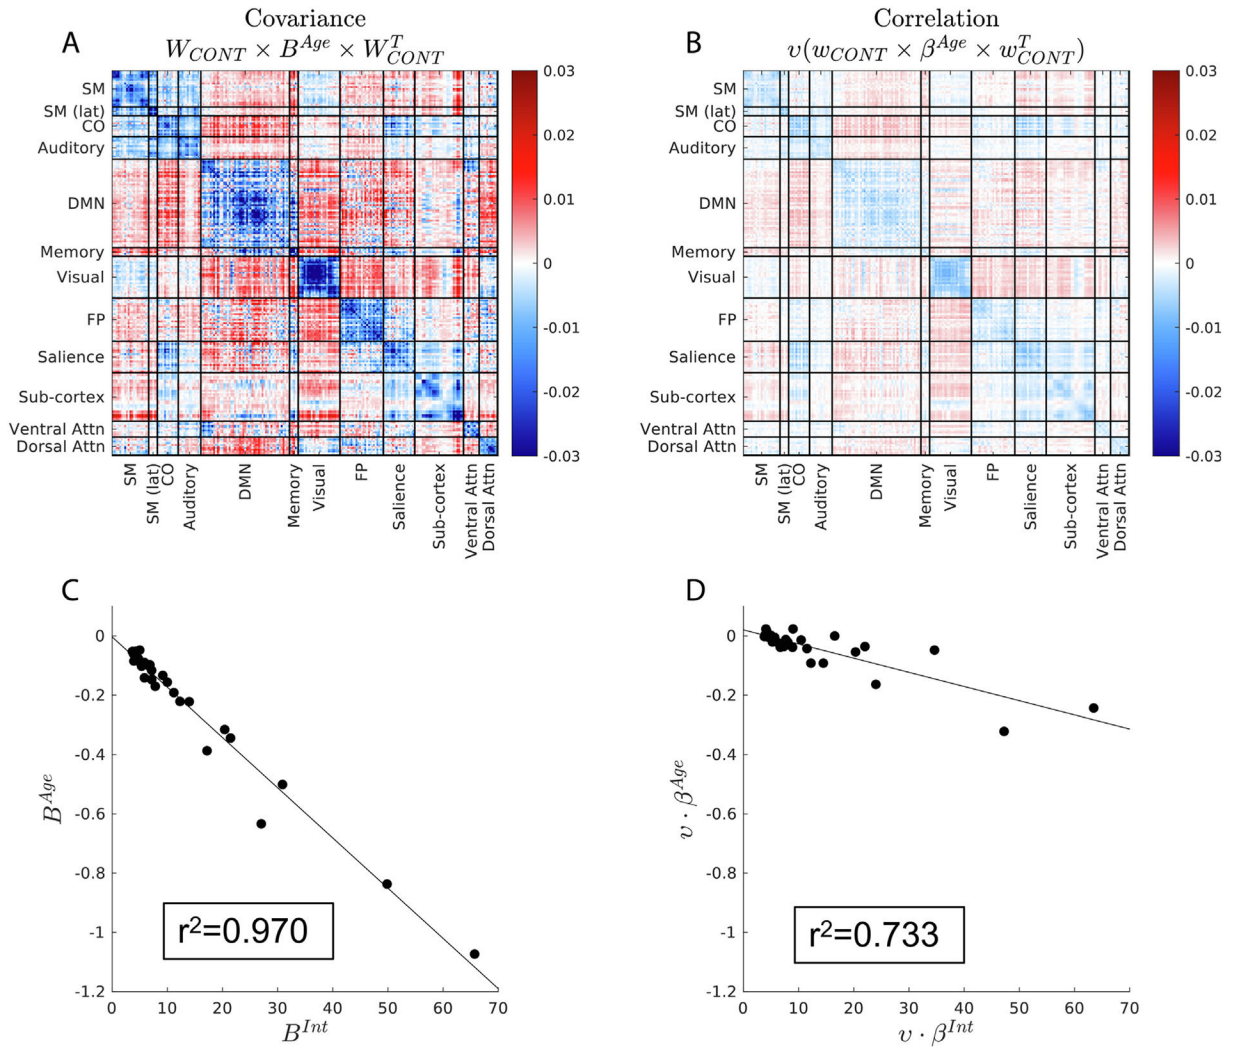 Covariance
A
W_CONT × B^Age × W^T_CONT
SM
SM (lat)
CO
Auditory
DMN
Memory
Visual
FP
Salience
Sub-cortex
Ventral Attn
Dorsal Attn
SM
SM (lat)
CO
Auditory
DMN
Memory
Visual
FP
Salience
Sub-cortex
Ventral Attn
Dorsal Attn
0.03
0.02
0.01
0
-0.01
-0.02
-0.03
Correlation
B
υ(w_CONT × β^Age × w^T_CONT)
SM
SM (lat)
CO
Auditory
DMN
Memory
Visual
FP
Salience
Sub-cortex
Ventral Attn
Dorsal Attn
SM
SM (lat)
CO
Auditory
DMN
Memory
Visual
FP
Salience
Sub-cortex
Ventral Attn
Dorsal Attn
0.03
0.02
0.01
0
-0.01
-0.02
-0.03
C
B^Age
0
-0.2
-0.4
-0.6
-0.8
-1
-1.2
r²=0.970
0 10 20 30 40 50 60 70
B^Int
D
υ · β^Age
0
-0.2
-0.4
-0.6
-0.8
-1
-1.2
r²=0.733
0 10 20 30 40 50 60 70
υ · β^Int